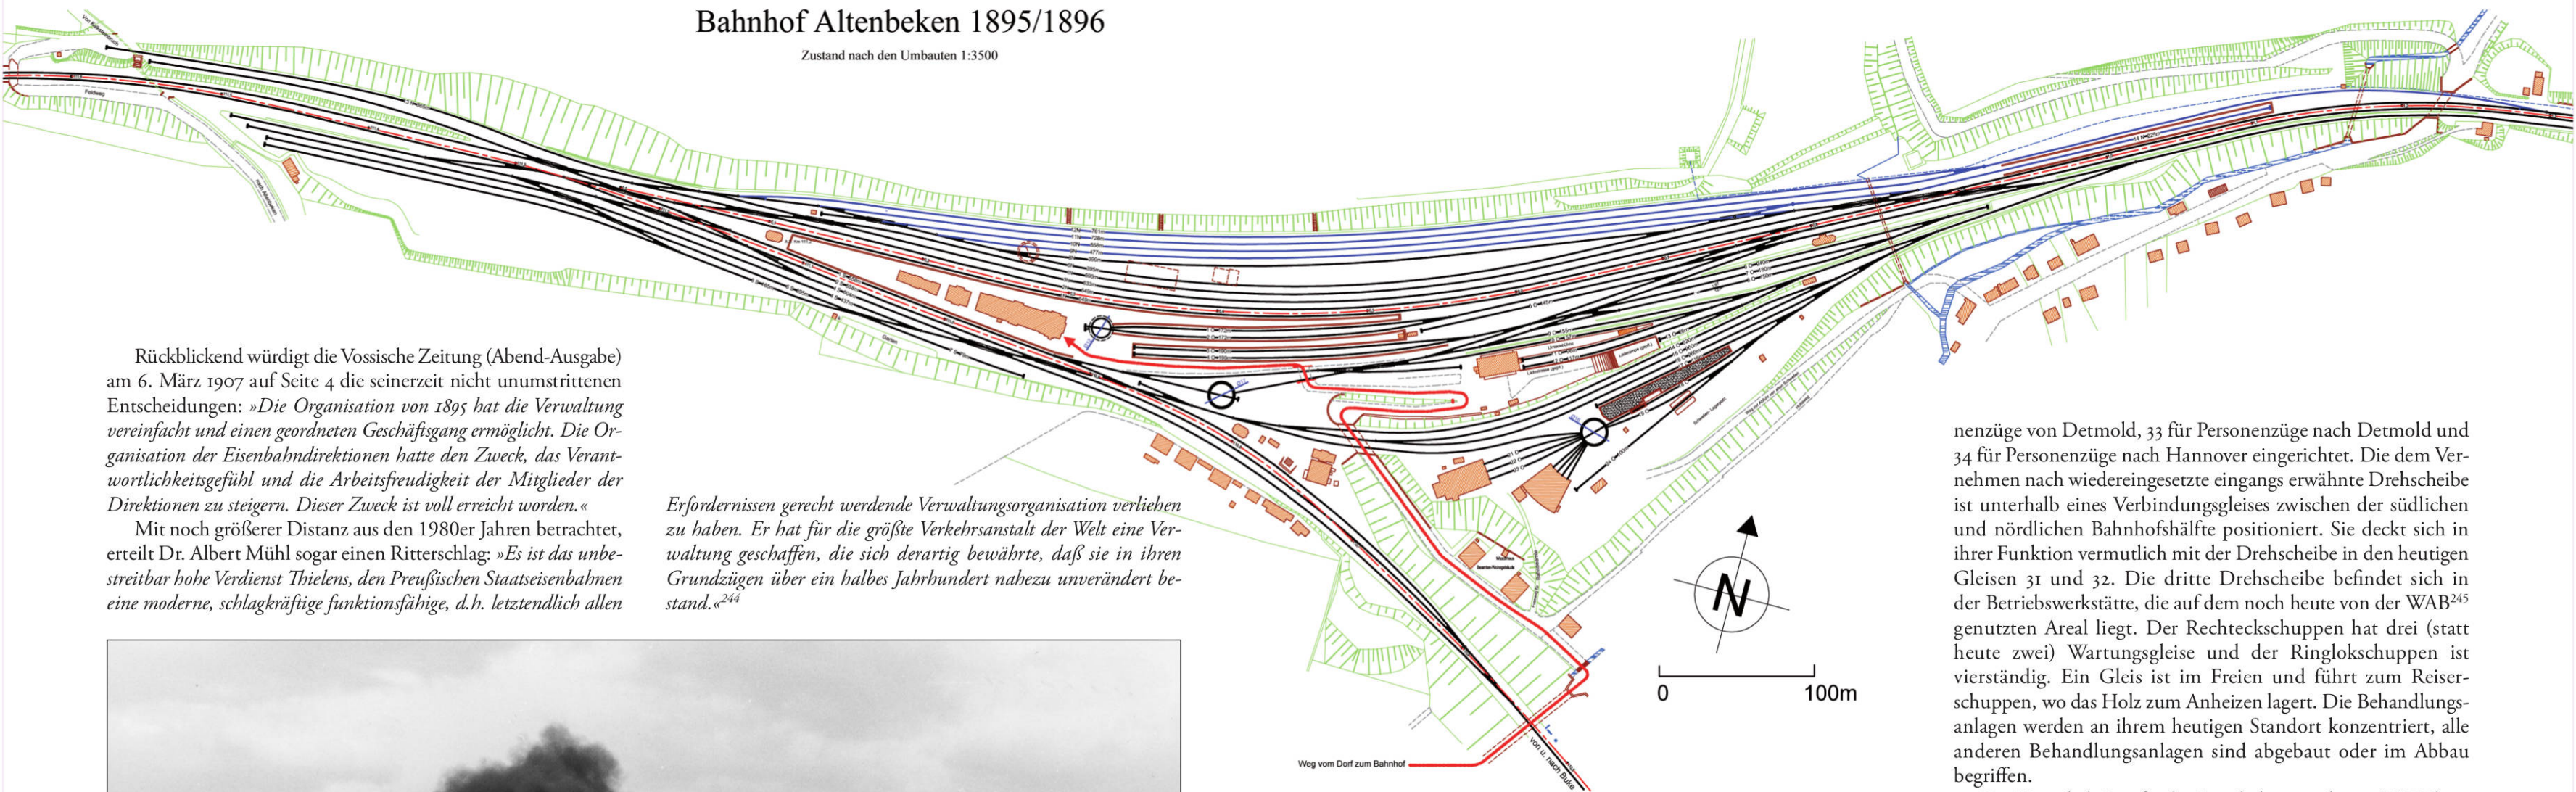 Bahnhof Altenbeken 1895/1896
Zustand nach den Umbauten 1:3500
Feldweg
Garten
Rückblickend würdigt die Vossische Zeitung (Abend-Ausgabe)
am 6. März 1907 auf Seite 4 die seinerzeit nicht unumstrittenen
Entscheidungen: »Die Organisation von 1895 hat die Verwaltung
vereinfacht und einen geordneten Geschäftsgang ermöglicht. Die Or-
ganisation der Eisenbahndirektionen hatte den Zweck, das Verant-
wortlichkeitsgefühl und die Arbeitsfreudigkeit der Mitglieder der
Direktionen zu steigern. Dieser Zweck ist voll erreicht worden.«
Mit noch größerer Distanz aus den 1980er Jahren betrachtet,
erteilt Dr. Albert Mühl sogar einen Ritterschlag: »Es ist das unbe-
streitbar hohe Verdienst Thielens, den Preußischen Staatseisenbahnen
eine moderne, schlagkräftige funktionsfähige, d.h. letztendlich allen
Erfordernissen gerecht werdende Verwaltungsorganisation verliehen
zu haben. Er hat für die größte Verkehrsanstalt der Welt eine Ver-
waltung geschaffen, die sich derartig bewährte, daß sie in ihren
Grundzügen über ein halbes Jahrhundert nahezu unverändert be-
stand.«244
N
0 100m
Weg vom Dorf zum Bahnhof
von u. nach Buke
nenzüge von Detmold, 33 für Personenzüge nach Detmold und
34 für Personenzüge nach Hannover eingerichtet. Die dem Ver-
nehmen nach wiedereingesetzte eingangs erwähnte Drehscheibe
ist unterhalb eines Verbindungsgleises zwischen der südlichen
und nördlichen Bahnhofshälfte positioniert. Sie deckt sich in
ihrer Funktion vermutlich mit der Drehscheibe in den heutigen
Gleisen 31 und 32. Die dritte Drehscheibe befindet sich in
der Betriebswerkstätte, die auf dem noch heute von der WAB245
genutzten Areal liegt. Der Rechteckschuppen hat drei (statt
heute zwei) Wartungsgleise und der Ringlokschuppen ist
vierständig. Ein Gleis ist im Freien und führt zum Reiser-
schuppen, wo das Holz zum Anheizen lagert. Die Behandlungs-
anlagen werden an ihrem heutigen Standort konzentriert, alle
anderen Behandlungsanlagen sind abgebaut oder im Abbau
begriffen.